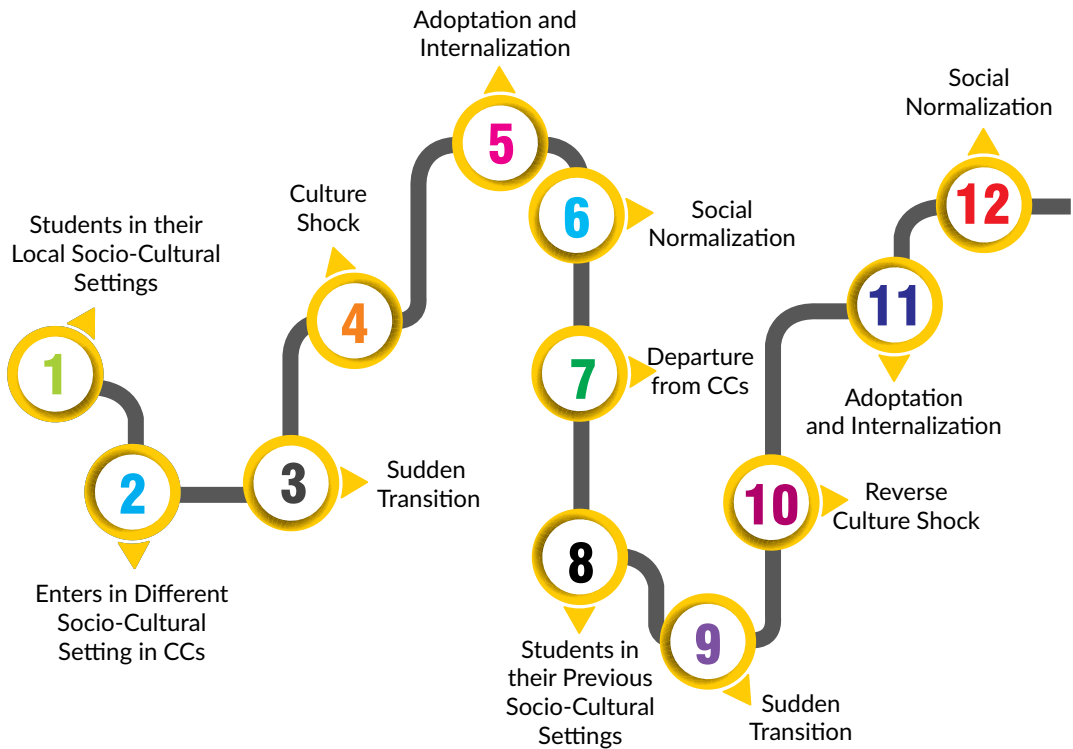 1
Students in their
Local Socio-Cultural
Settings
2
Enters in Different
Socio-Cultural
Setting in CCs
3
Sudden
Transition
4
Culture
Shock
5
Adoptation and
Internalization
6
Social
Normalization
7
Departure
from CCs
8
Students in
their Previous
Socio-Cultural
Settings
9
Sudden
Transition
10
Reverse
Culture Shock
11
Adoptation
and Internalization
12
Social
Normalization